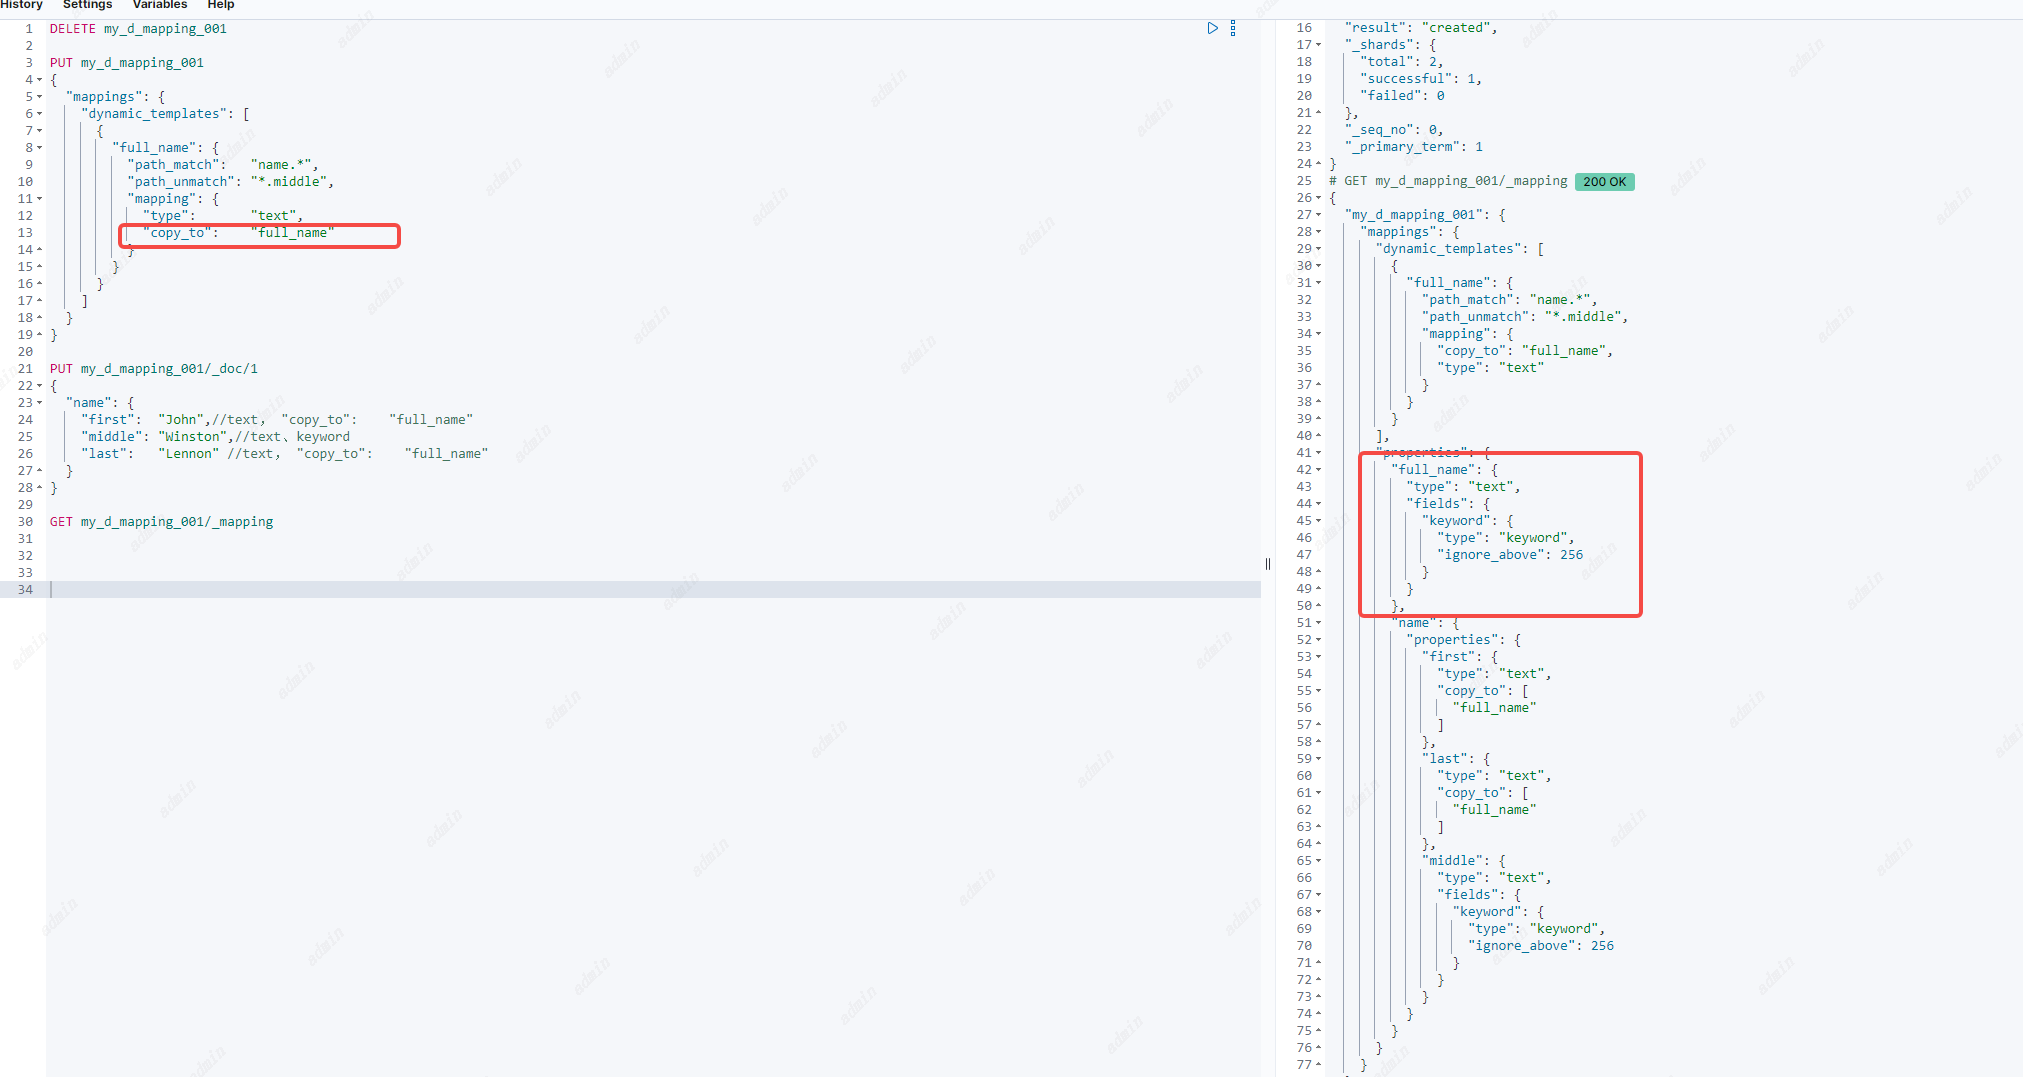 History Settings Variables Help
1 DELETE my_d_mapping_001
2
3 PUT my_d_mapping_001
4 {
5 "mappings": {
6 "dynamic_templates": [
7 {
8 "full_name": {
9 "path_match": "name.*",
10 "path_unmatch": "*.middle",
11 "mapping": {
12 "type": "text",
13 "copy_to": "full_name"
14 }
15 }
16 }
17 ]
18 }
19 }
20
21 PUT my_d_mapping_001/_doc/1
22 {
23 "name": {
24 "first": "John",//text, "copy_to": "full_name"
25 "middle": "Winston",//text、keyword
26 "last": "Lennon" //text, "copy_to": "full_name"
27 }
28 }
29
30 GET my_d_mapping_001/_mapping
31
32
33
34
16 "result": "created",
17 "_shards": {
18 "total": 2,
19 "successful": 1,
20 "failed": 0
21 },
22 "_seq_no": 0,
23 "_primary_term": 1
24 }
25 # GET my_d_mapping_001/_mapping 200 OK
26 {
27 "my_d_mapping_001": {
28 "mappings": {
29 "dynamic_templates": [
30 {
31 "full_name": {
32 "path_match": "name.*",
33 "path_unmatch": "*.middle",
34 "mapping": {
35 "copy_to": "full_name",
36 "type": "text"
37 }
38 }
39 }
40 ],
41 "properties": {
42 "full_name": {
43 "type": "text",
44 "fields": {
45 "keyword": {
46 "type": "keyword",
47 "ignore_above": 256
48 }
49 }
50 },
51 "name": {
52 "properties": {
53 "first": {
54 "type": "text",
55 "copy_to": [
56 "full_name"
57 ]
58 },
59 "last": {
60 "type": "text",
61 "copy_to": [
62 "full_name"
63 ]
64 },
65 "middle": {
66 "type": "text",
67 "fields": {
68 "keyword": {
69 "type": "keyword",
70 "ignore_above": 256
71 }
72 }
73 }
74 }
75 }
76 }
77 }
admin